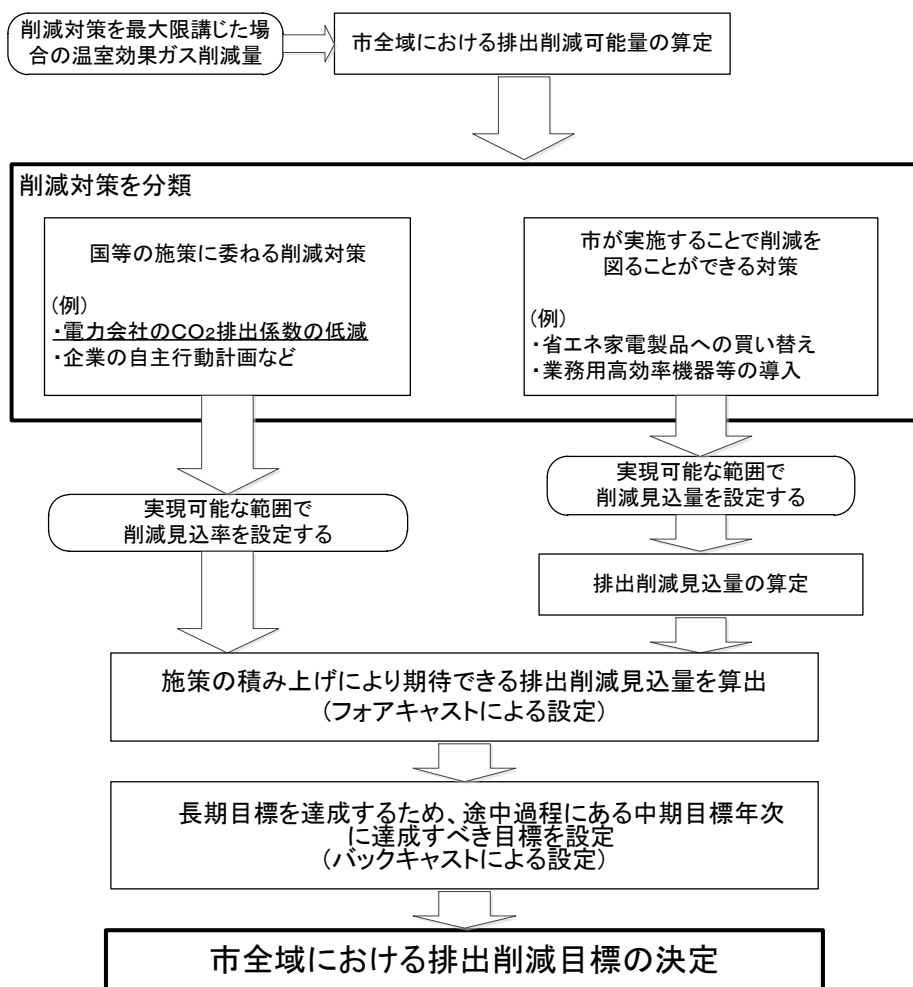 削減対策を最大限講じた場
合の温室効果ガス削減量
市全域における排出削減可能量の算定
削減対策を分類
国等の施策に委ねる削減対策
(例)
・電力会社のCO2排出係数の低減
・企業の自主行動計画など
市が実施することで削減を
図ることができる対策
(例)
・省エネ家電製品への買い替え
・業務用高効率機器等の導入
実現可能な範囲で
削減見込率を設定する
実現可能な範囲で
削減見込量を設定する
排出削減見込量の算定
施策の積み上げにより期待できる排出削減見込量を算出
(フォアキャストによる設定)
長期目標を達成するため、途中過程にある中期目標年次
に達成すべき目標を設定
(バックキャストによる設定)
市全域における排出削減目標の決定